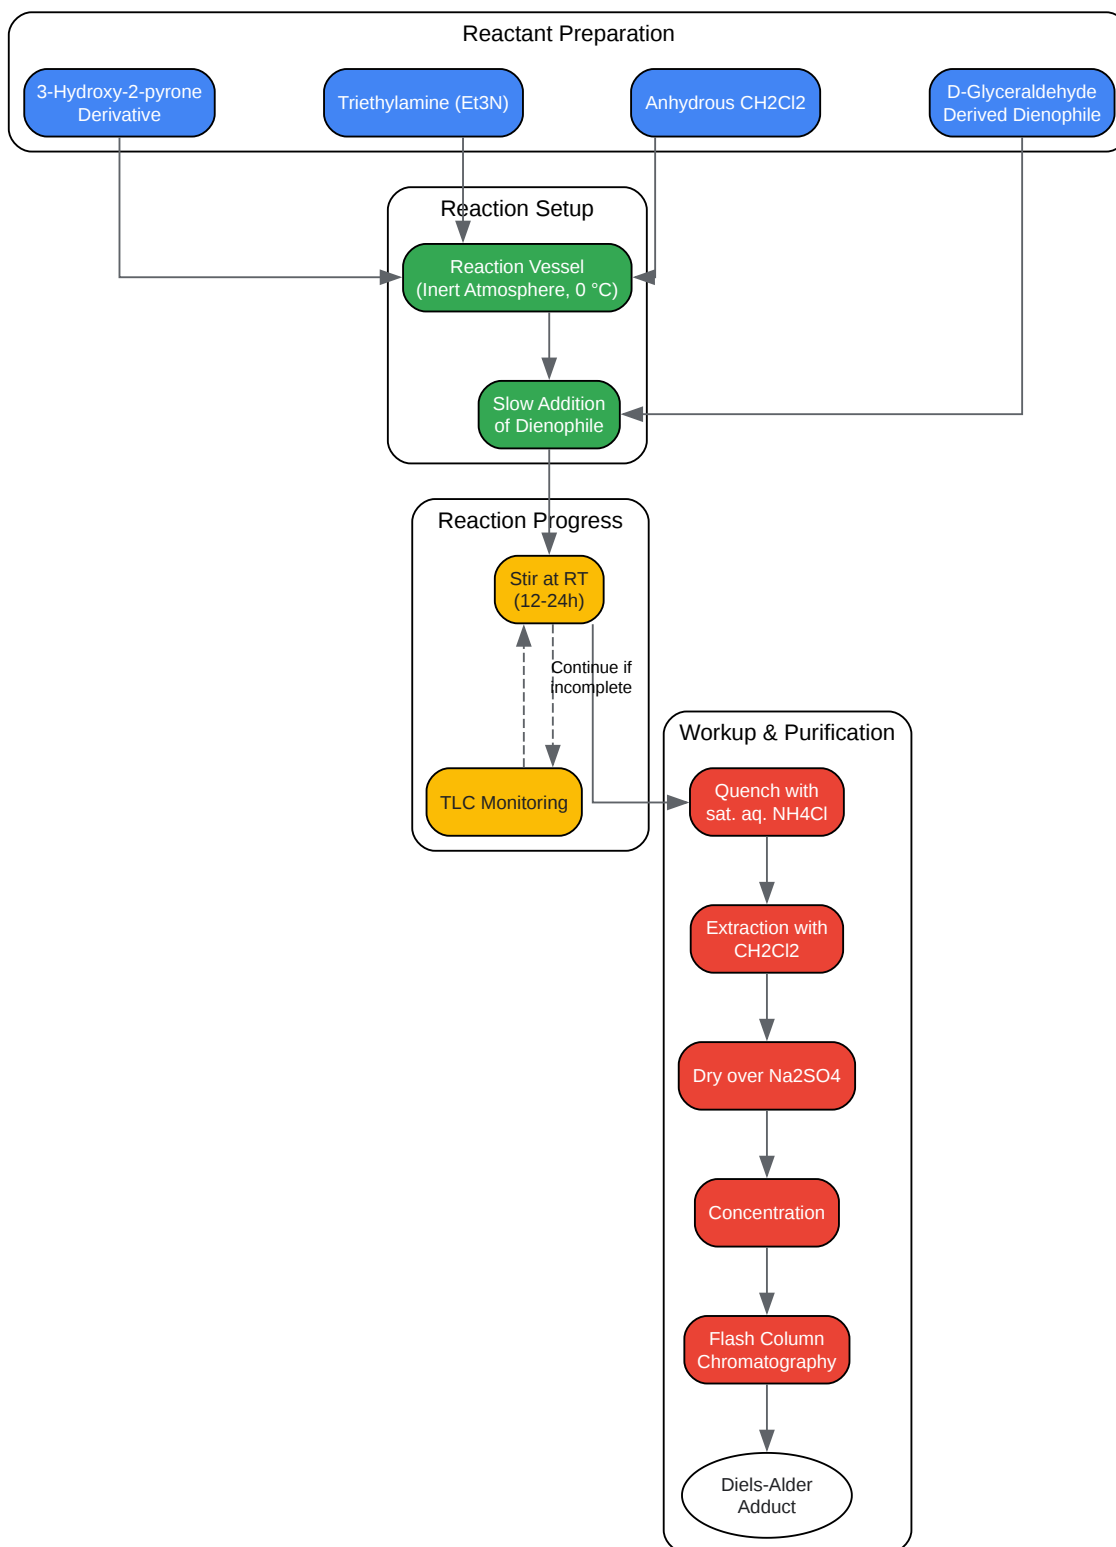 Reactant Preparation
3-Hydroxy-2-pyrone
Derivative
Triethylamine (Et3N)
Anhydrous CH2Cl2
D-Glyceraldehyde
Derived Dienophile
Reaction Setup
Reaction Vessel
(Inert Atmosphere, 0 °C)
Slow Addition
of Dienophile
Reaction Progress
Stir at RT
(12-24h)
Continue if
incomplete
TLC Monitoring
Workup & Purification
Quench with
sat. aq. NH4Cl
Extraction with
CH2Cl2
Dry over Na2SO4
Concentration
Flash Column
Chromatography
Diels-Alder
Adduct